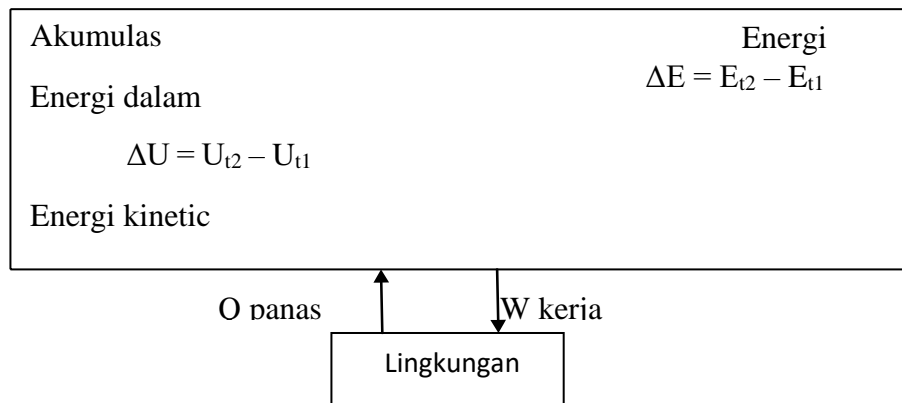 Akumulas
Energi
ΔE = Et2 – Et1
Energi dalam
ΔU = Ut2 – Ut1
Energi kinetic
Q panas
W kerja
Lingkungan